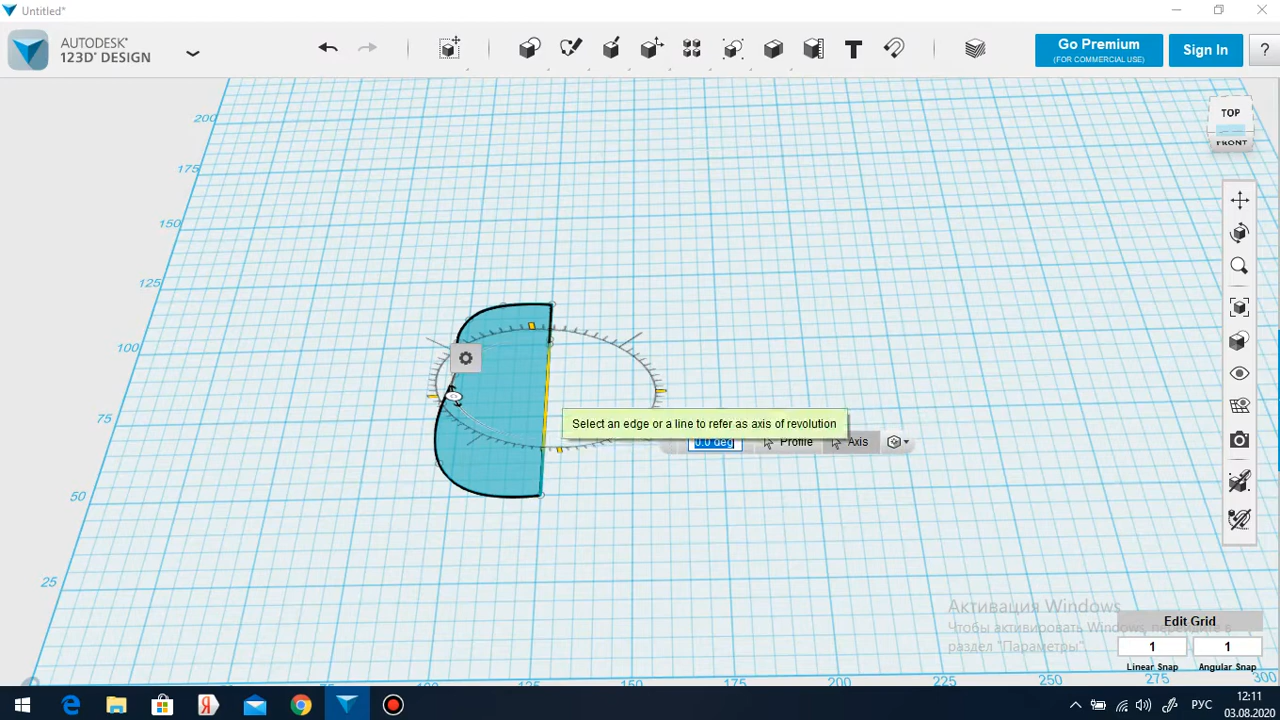 Untitled*
AUTODESK®
123D® DESIGN
Go Premium
(FOR COMMERCIAL USE)
Sign In
?
TOP
FRONT
200
175
150
125
100
75
50
25
Select an edge or a line to refer as axis of revolution
0.0 deg
Profile
Axis
125
150
175
200
225
250
275
300
Активация Windows
Чтобы активировать Windows, перейдите в
раздел "Параметры".
Edit Grid
1
1
Linear Snap
Angular Snap
РУС
12:11
03.08.2020